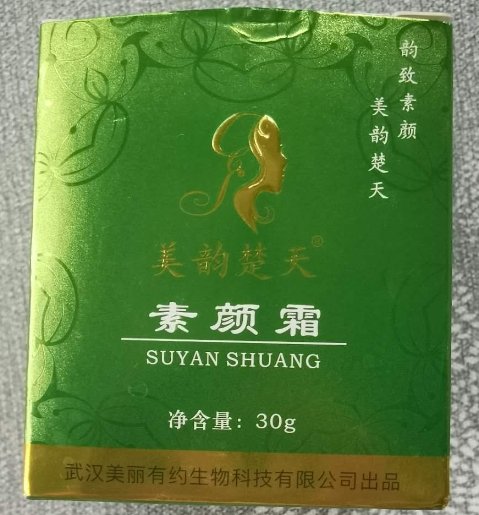 韵致素颜
美韵楚天
美韵楚天®
素颜霜
SUYAN SHUANG
净含量：30g
武汉美丽有约生物科技有限公司出品